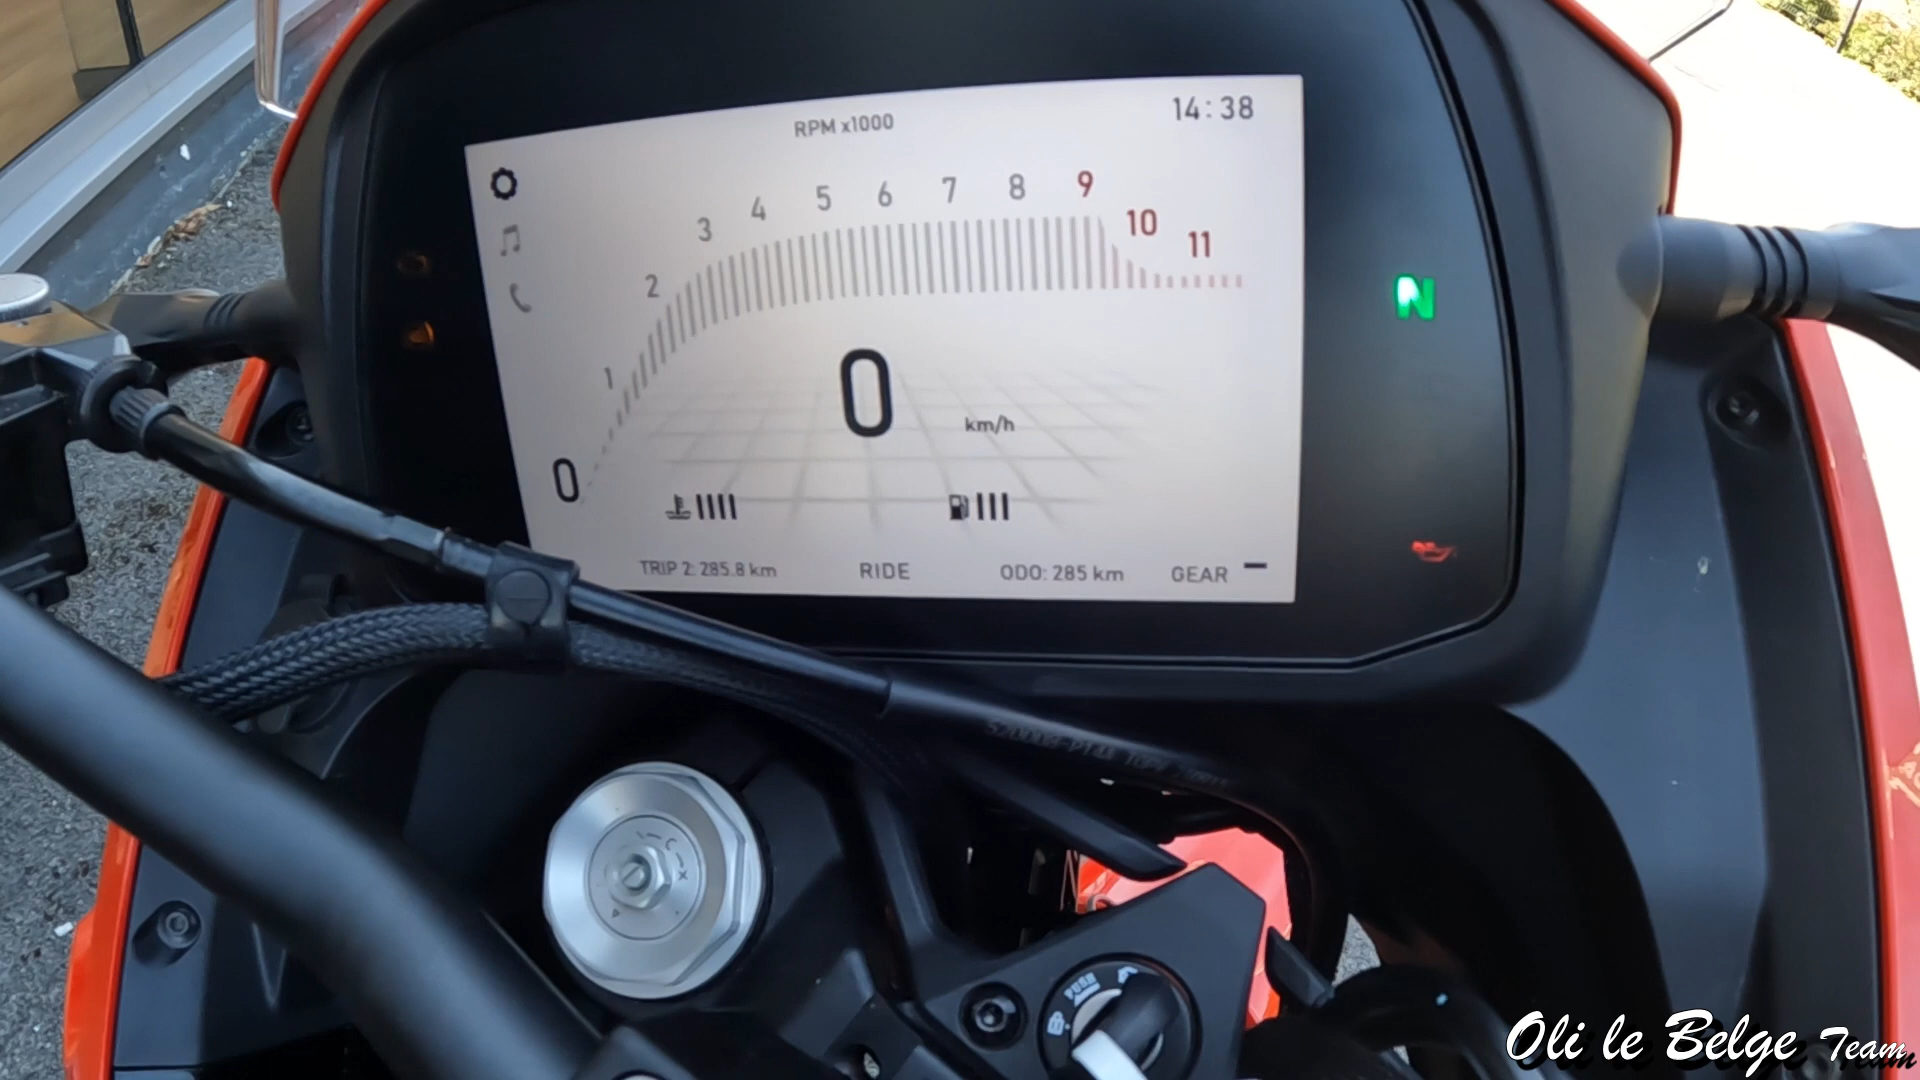 RPM x1000
14:38
0 1 2 3 4 5 6 7 8 9 10 11
0
km/h
TRIP 2: 285.8 km RIDE ODO: 285 km GEAR –
N
PUSH
Oli le Belge Team